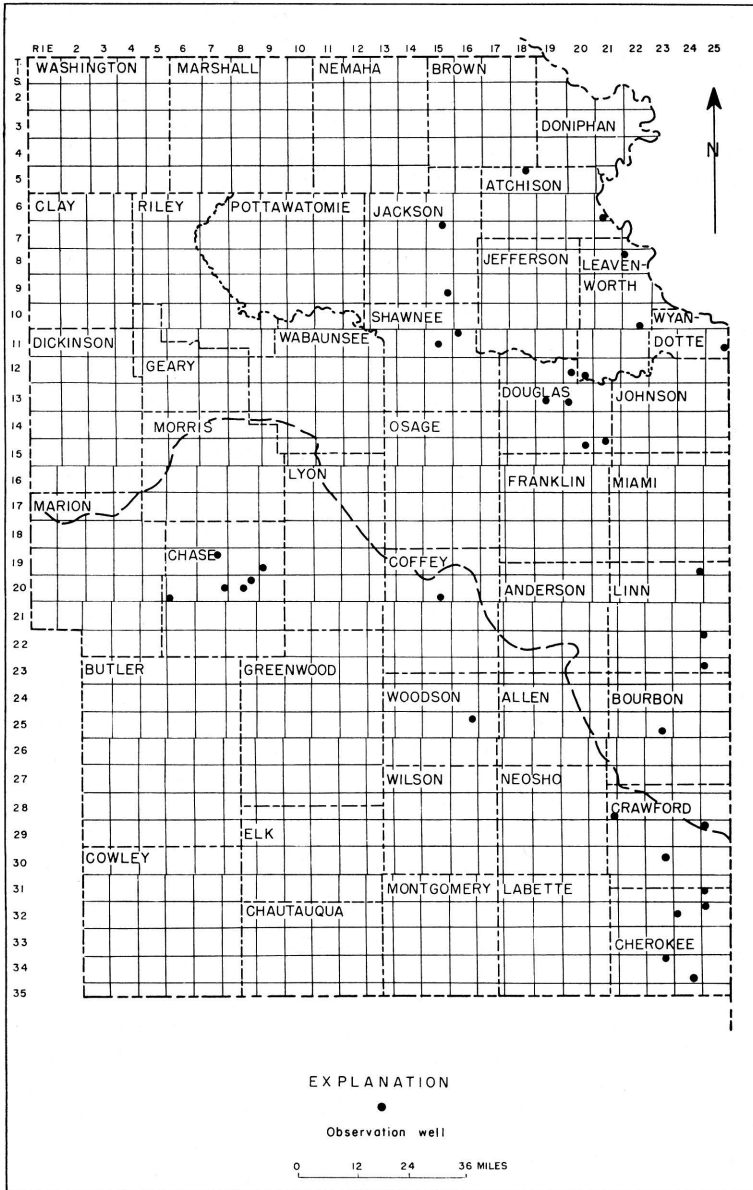 R1E 2 3 4 5 6 7 8 9 10 11 12 13 14 15 16 17 18 19 20 21 22 23 24 25
T.
1
S.
WASHINGTON MARSHALL NEMAHA BROWN
2
DONIPHAN
3
4
ATCHISON
5
CLAY RILEY POTTAWATOMIE JACKSON
6
7
JEFFERSON LEAVEN-
WORTH
8
9
SHAWNEE WYAN-
DOTTE
10
DICKINSON WABAUNSEE
11
GEARY
12
DOUGLAS JOHNSON
13
MORRIS OSAGE
14
15
LYON FRANKLIN MIAMI
16
MARION
17
18
CHASE COFFEY
19
ANDERSON LINN
20
21
22
BUTLER GREENWOOD
23
WOODSON ALLEN BOURBON
24
25
26
WILSON NEOSHO
27
CRAWFORD
28
ELK
29
COWLEY
30
MONTGOMERY LABETTE
31
CHAUTAUQUA
32
CHEROKEE
33
34
35
N
EXPLANATION
Observation well
0 12 24 36 MILES